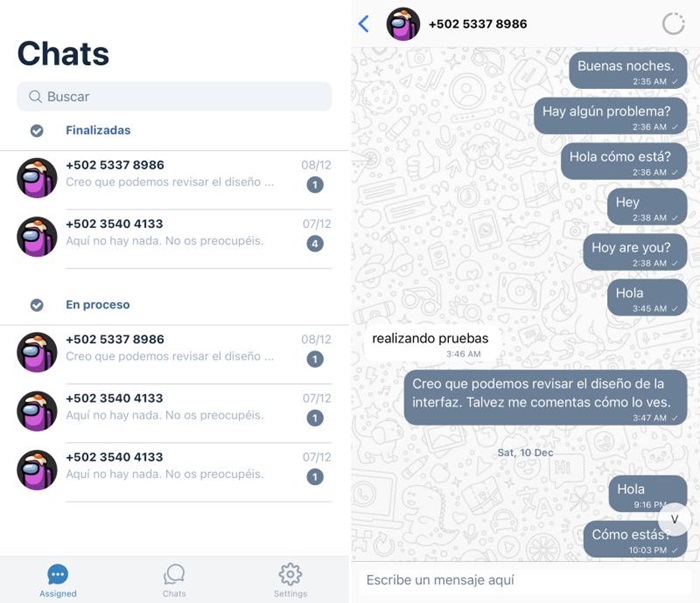 Chats
Buscar
Finalizadas
+502 5337 8986
08/12
Creo que podemos revisar el diseño ...
1
+502 3540 4133
07/12
Aquí no hay nada. No os preocupéis.
4
En proceso
+502 5337 8986
08/12
Creo que podemos revisar el diseño ...
1
+502 3540 4133
07/12
Aquí no hay nada. No os preocupéis.
1
+502 3540 4133
07/12
Aquí no hay nada. No os preocupéis.
1
Assigned
Chats
Settings
+502 5337 8986
Buenas noches.
2:35 AM
Hay algún problema?
2:36 AM
Hola cómo está?
2:36 AM
Hey
2:38 AM
Hoy are you?
2:38 AM
Hola
3:45 AM
realizando pruebas
3:46 AM
Creo que podemos revisar el diseño de la
interfaz. Talvez me comentas cómo lo ves.
3:47 AM
Sat, 10 Dec
Hola
9:16 PM
V
Cómo estás?
10:03 PM
Escribe un mensaje aquí